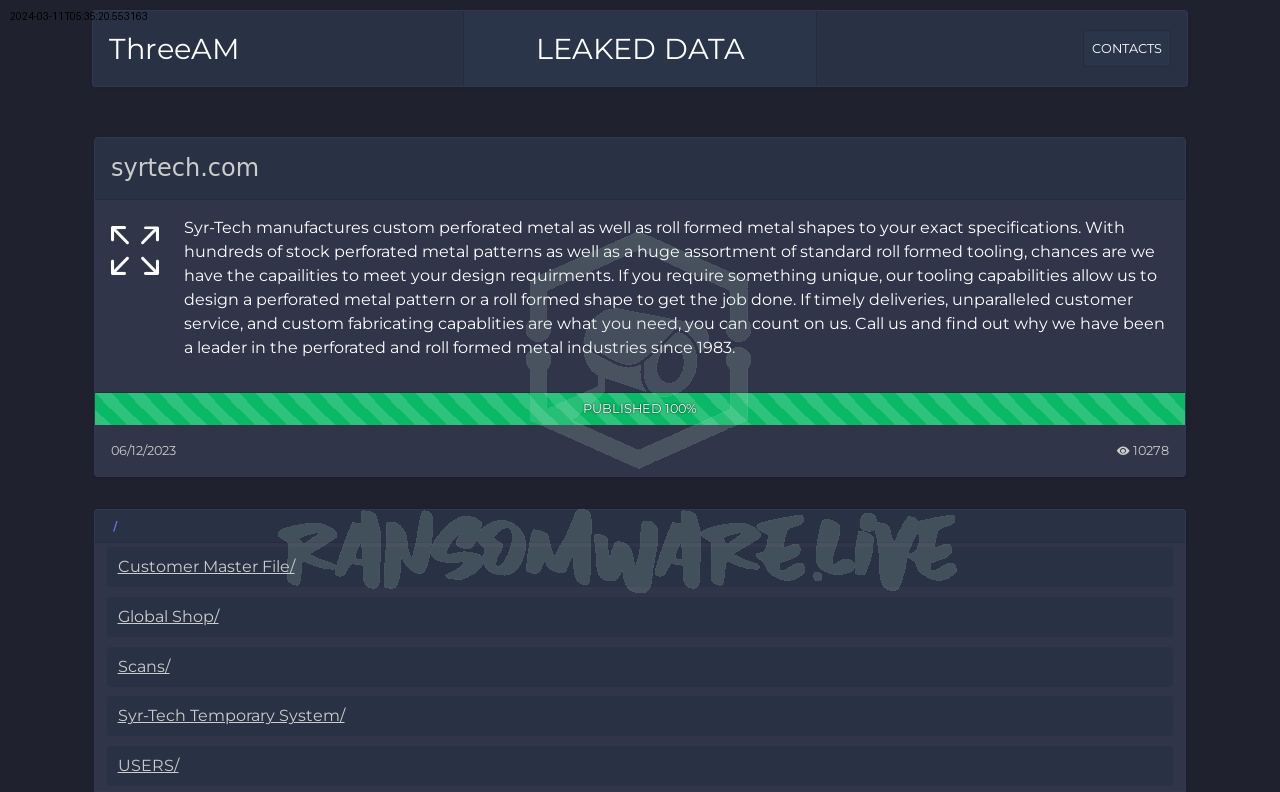 2024-03-11T05:35:20.553163
ThreeAM
LEAKED DATA
CONTACTS
syrtech.com
Syr-Tech manufactures custom perforated metal as well as roll formed metal shapes to your exact specifications. With
hundreds of stock perforated metal patterns as well as a huge assortment of standard roll formed tooling, chances are we
have the capailities to meet your design requirments. If you require something unique, our tooling capabilities allow us to
design a perforated metal pattern or a roll formed shape to get the job done. If timely deliveries, unparalleled customer
service, and custom fabricating capablities are what you need, you can count on us. Call us and find out why we have been
a leader in the perforated and roll formed metal industries since 1983.
PUBLISHED 100%
06/12/2023
10278
/
RANSOMWARE.LIVE
Customer Master File/
Global Shop/
Scans/
Syr-Tech Temporary System/
USERS/